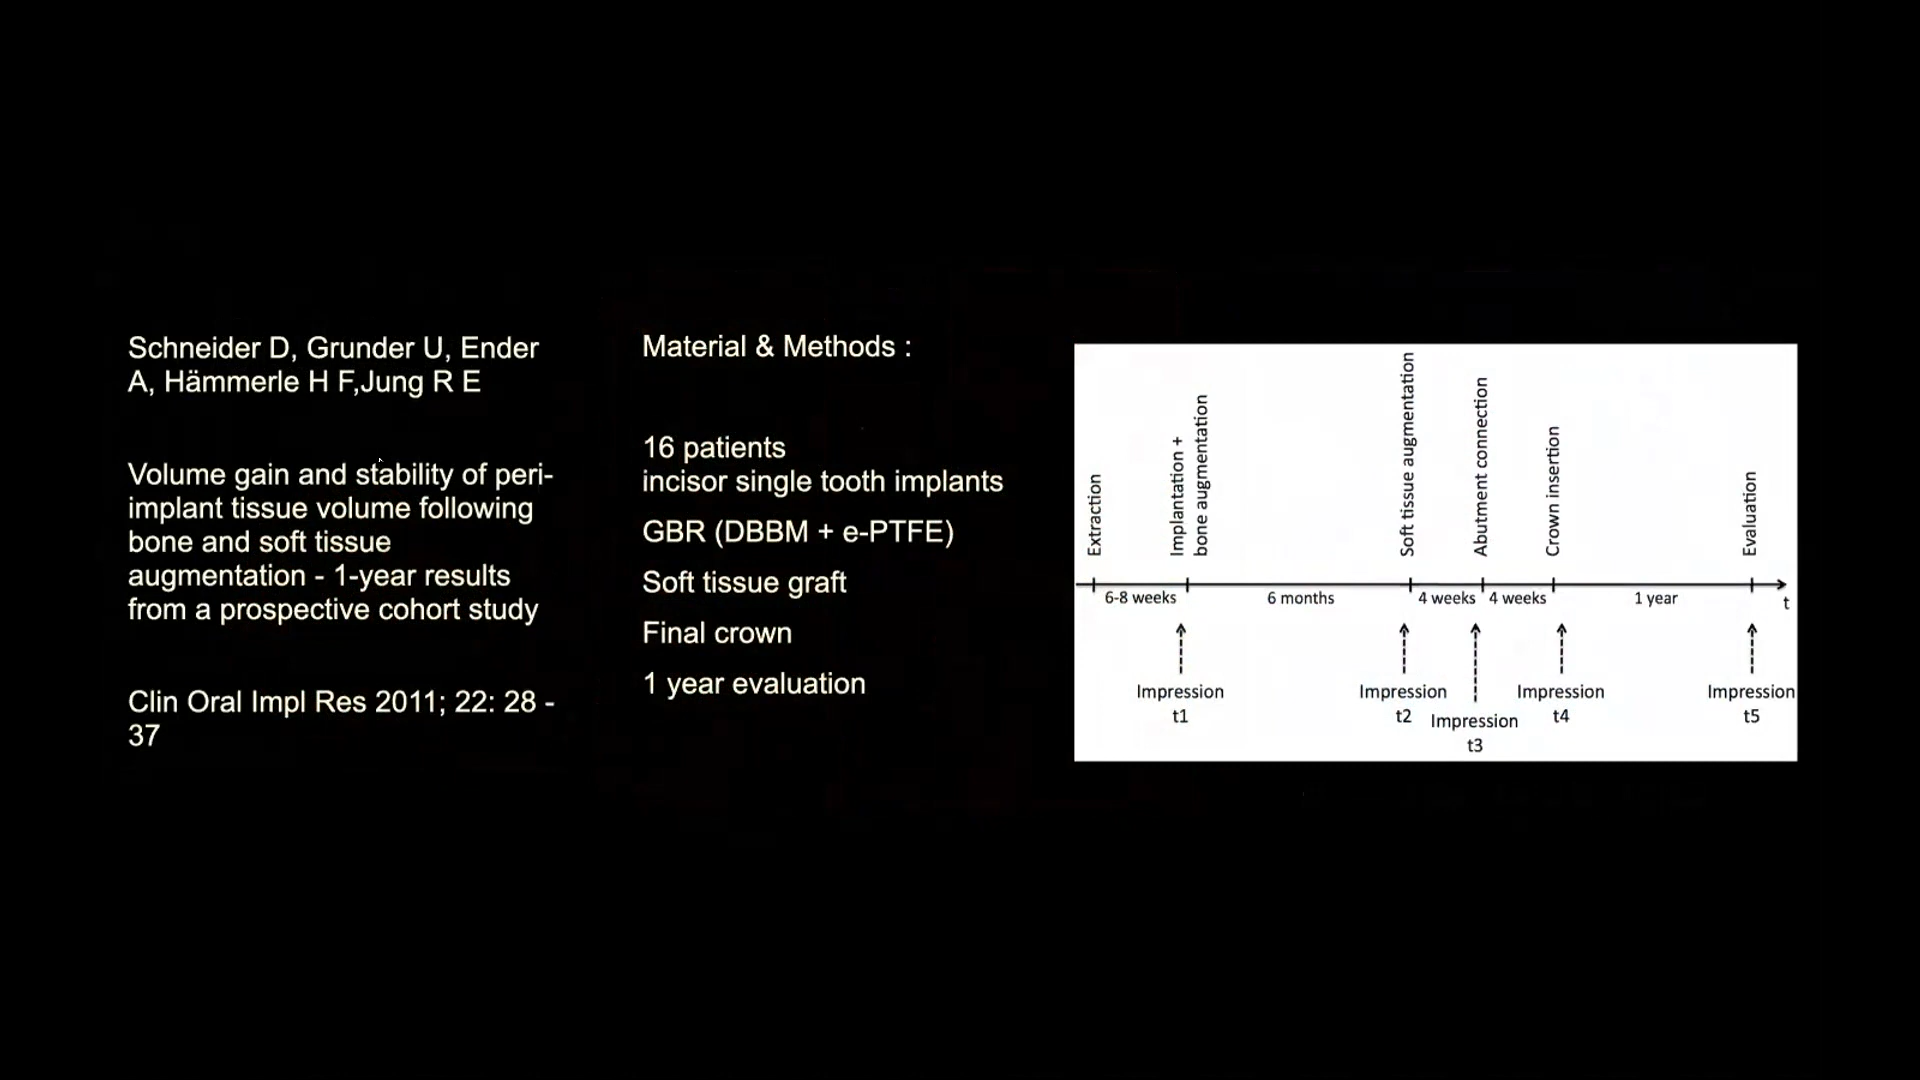 Schneider D, Grunder U, Ender
A, Hämmerle H F,Jung R E
Volume gain and stability of peri-
implant tissue volume following
bone and soft tissue
augmentation - 1-year results
from a prospective cohort study
Clin Oral Impl Res 2011; 22: 28 -
37
Material & Methods :
16 patients
incisor single tooth implants
GBR (DBBM + e-PTFE)
Soft tissue graft
Final crown
1 year evaluation
Extraction
Implantation +
bone augmentation
Soft tissue augmentation
Abutment connection
Crown insertion
Evaluation
6-8 weeks
6 months
4 weeks
4 weeks
1 year
t
Impression
t1
Impression
t2
Impression
t3
Impression
t4
Impression
t5